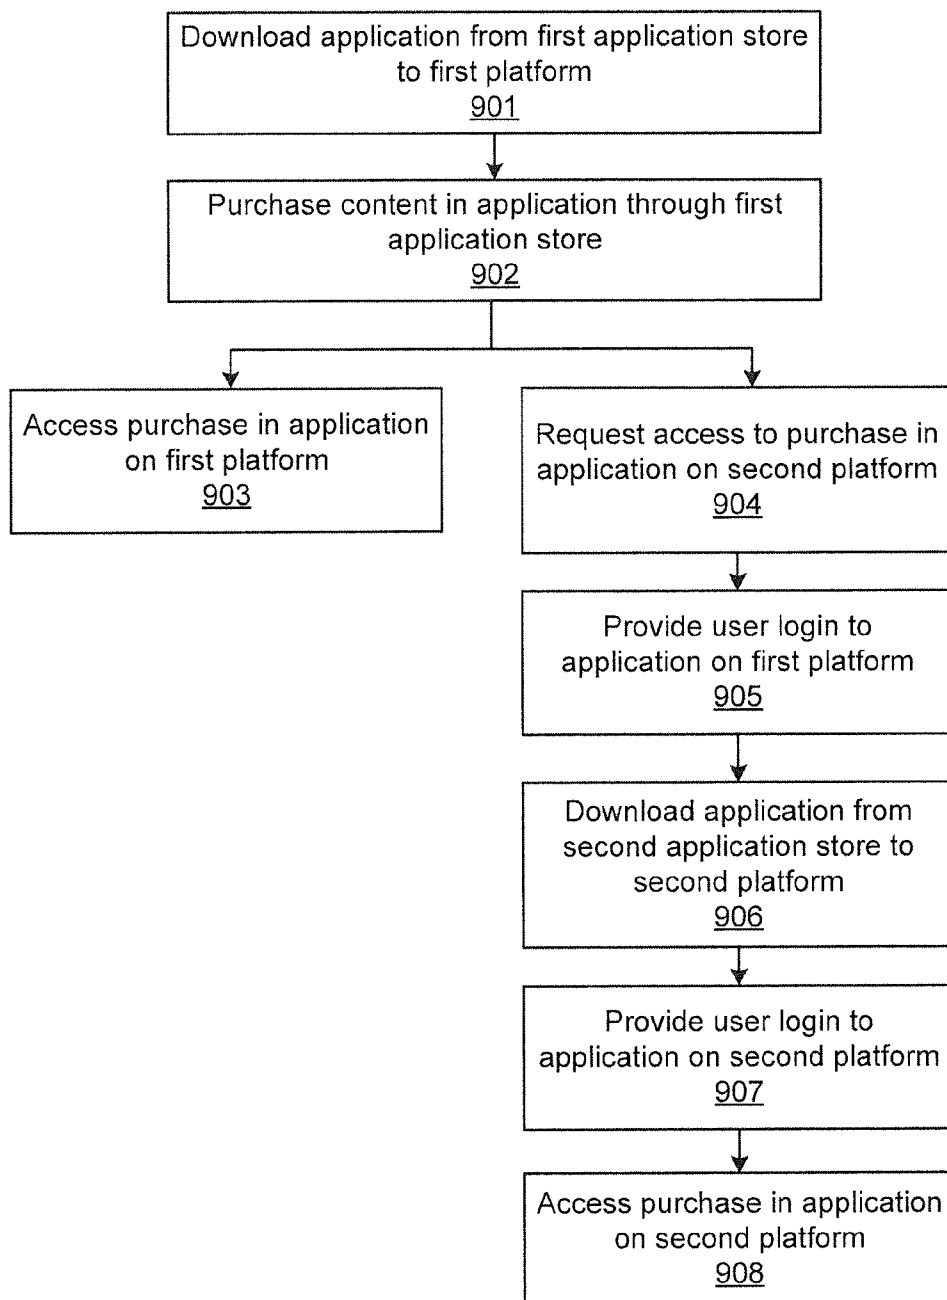 Download application from first application store
to first platform
901
Purchase content in application through first
application store
902
Access purchase in application
on first platform
903
Request access to purchase in
application on second platform
904
Provide user login to
application on first platform
905
Download application from
second application store to
second platform
906
Provide user login to
application on second platform
907
Access purchase in application
on second platform
908